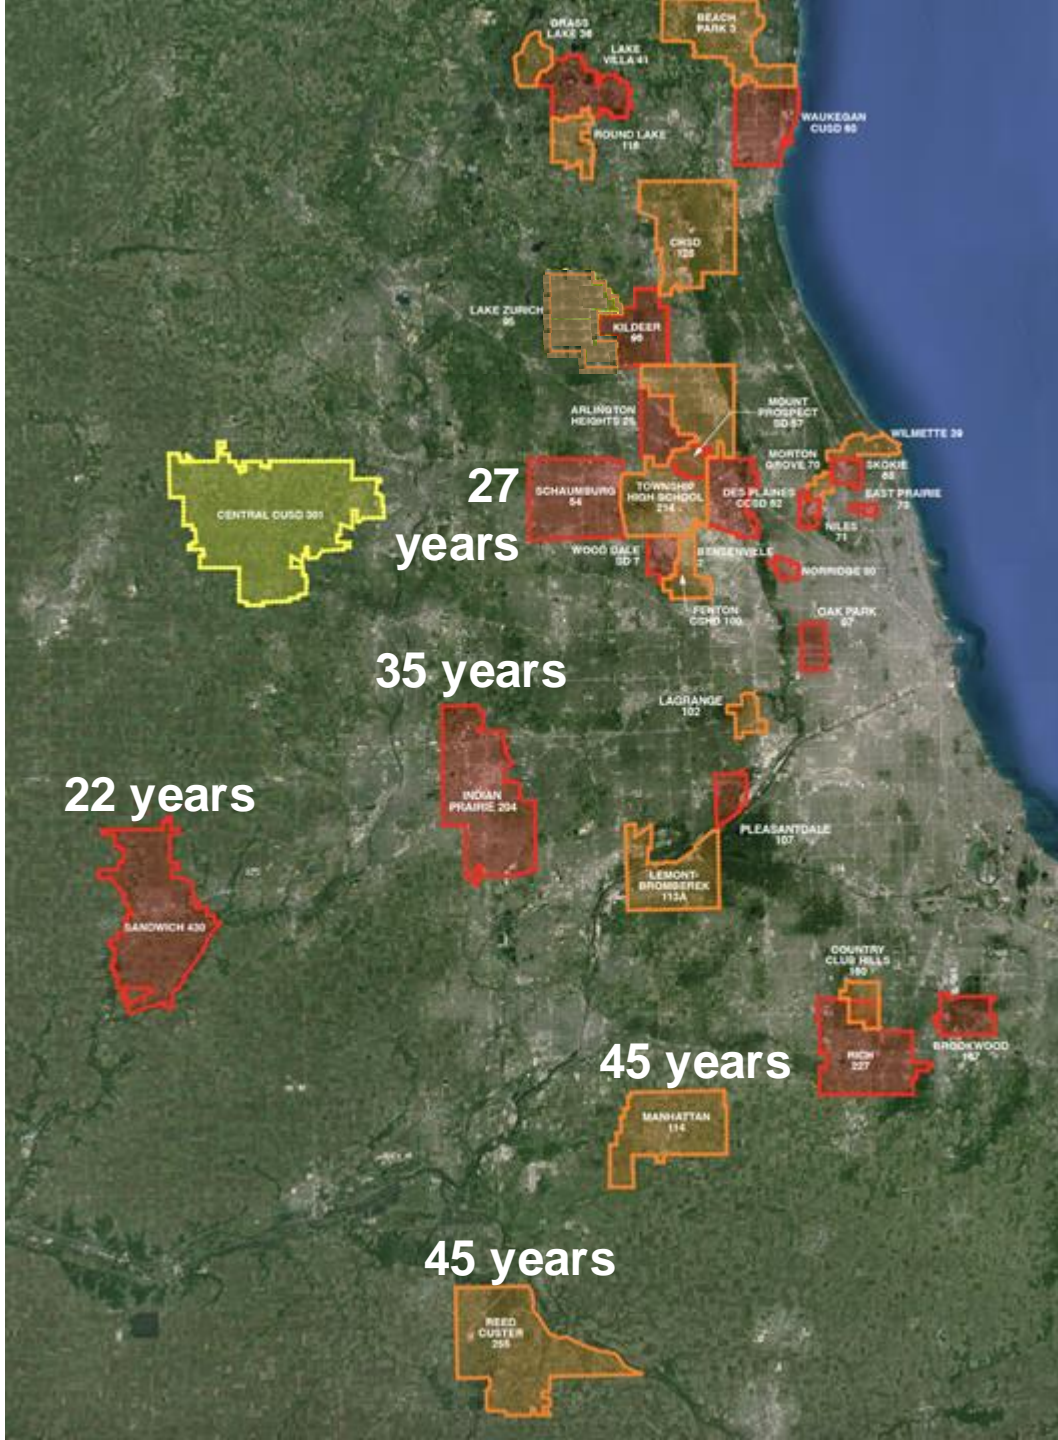 GRASS
LAKE 36
BEACH
PARK 3
LAKE
VILLA 41
WAUKEGAN
CUSD 60
ROUND LAKE
116
CHSD
128
LAKE ZURICH
95
KILDEER
96
ARLINGTON
HEIGHTS 25
MOUNT
PROSPECT
SD 57
WILMETTE 39
MORTON
GROVE 70
SKOKIE
68
27
years
SCHAUMBURG
54
TOWNSHIP
HIGH SCHOOL
214
DES PLAINES
CCSD 62
EAST PRAIRIE
73
NILES
71
CENTRAL CUSD 301
WOOD DALE
SD 7
BENSENVILLE
2
NORRIDGE 80
FENTON
CSHD 100
OAK PARK
97
35 years
LAGRANGE
102
22 years
INDIAN
PRAIRIE 204
PLEASANTDALE
107
LEMONT-
BROMBEREK
113A
SANDWICH 430
COUNTRY
CLUB HILLS
160
BROOKWOOD
167
RICH
227
45 years
MANHATTAN
114
45 years
REED
CUSTER
255